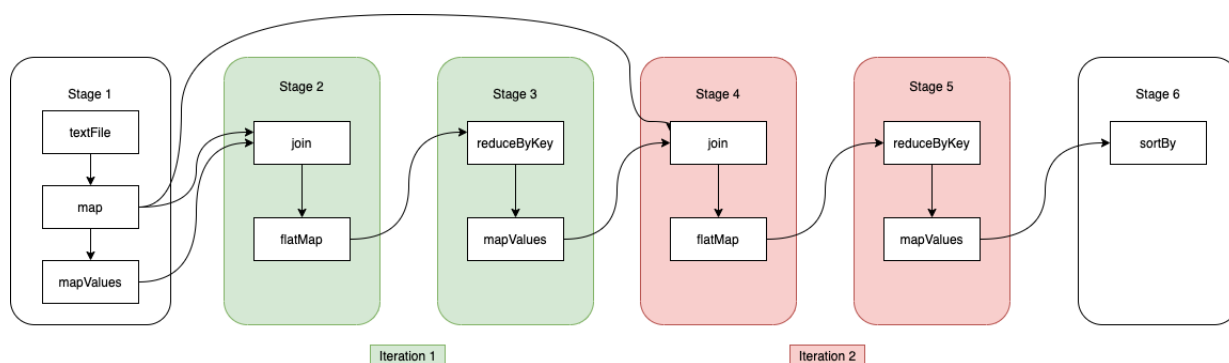 Stage 1
textFile
map
mapValues
Stage 2
join
flatMap
Stage 3
reduceByKey
mapValues
Stage 4
join
flatMap
Stage 5
reduceByKey
mapValues
Stage 6
sortBy
Iteration 1
Iteration 2